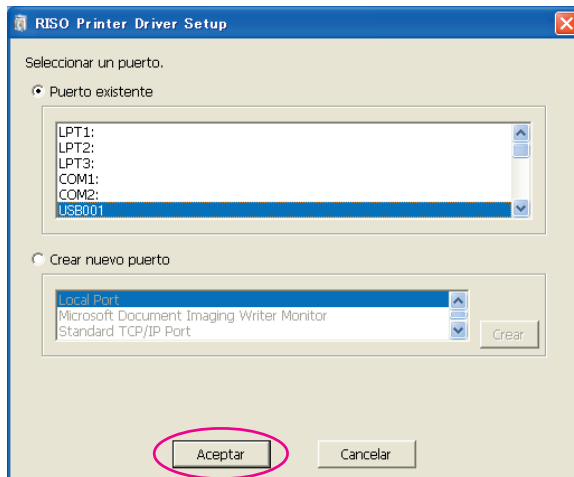 RISO Printer Driver Setup
Seleccionar un puerto.
Puerto existente
LPT1:
LPT2:
LPT3:
COM1:
COM2:
USB001
Crear nuevo puerto
Local Port
Microsoft Document Imaging Writer Monitor
Standard TCP/IP Port
Crear
Aceptar
Cancelar